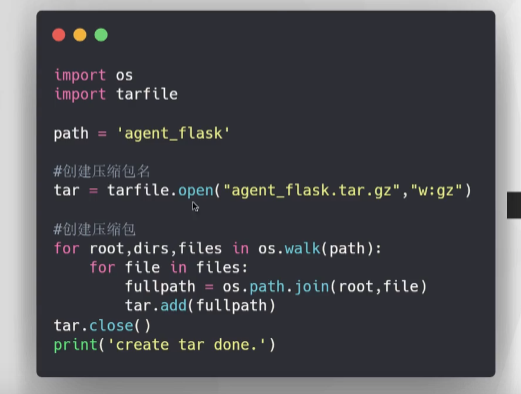 import os
import tarfile
path = 'agent_flask'
#创建压缩包名
tar = tarfile.open("agent_flask.tar.gz","w:gz")
#创建压缩包
for root,dirs,files in os.walk(path):
    for file in files:
        fullpath = os.path.join(root,file)
        tar.add(fullpath)
tar.close()
print('create tar done.')